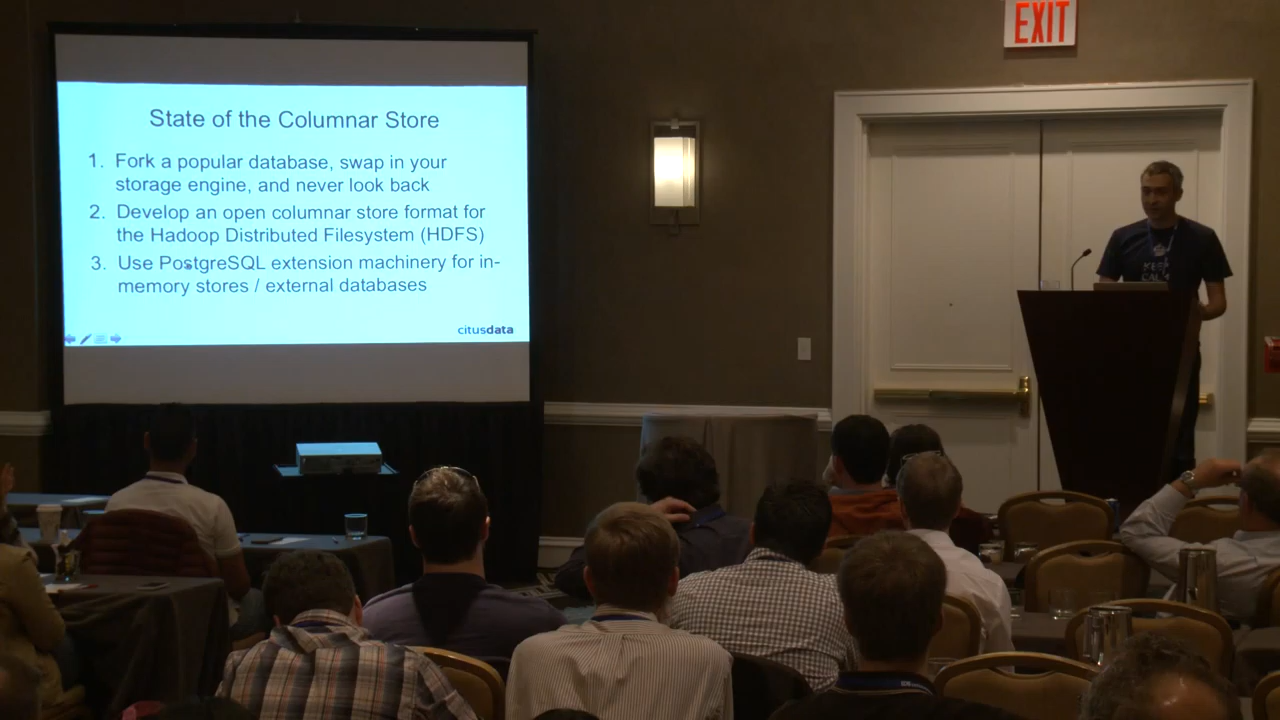 EXIT
State of the Columnar Store
1. Fork a popular database, swap in your
storage engine, and never look back
2. Develop an open columnar store format for
the Hadoop Distributed Filesystem (HDFS)
3. Use PostgreSQL extension machinery for in-
memory stores / external databases
citusdata
KEEP
CALM